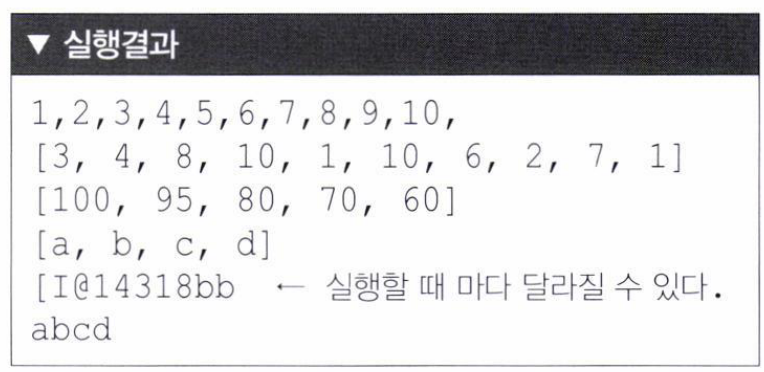 ▼ 실행결과
1,2,3,4,5,6,7,8,9,10,
[3, 4, 8, 10, 1, 10, 6, 2, 7, 1]
[100, 95, 80, 70, 60]
[a, b, c, d]
[I@14318bb ← 실행할 때 마다 달라질 수 있다.
abcd